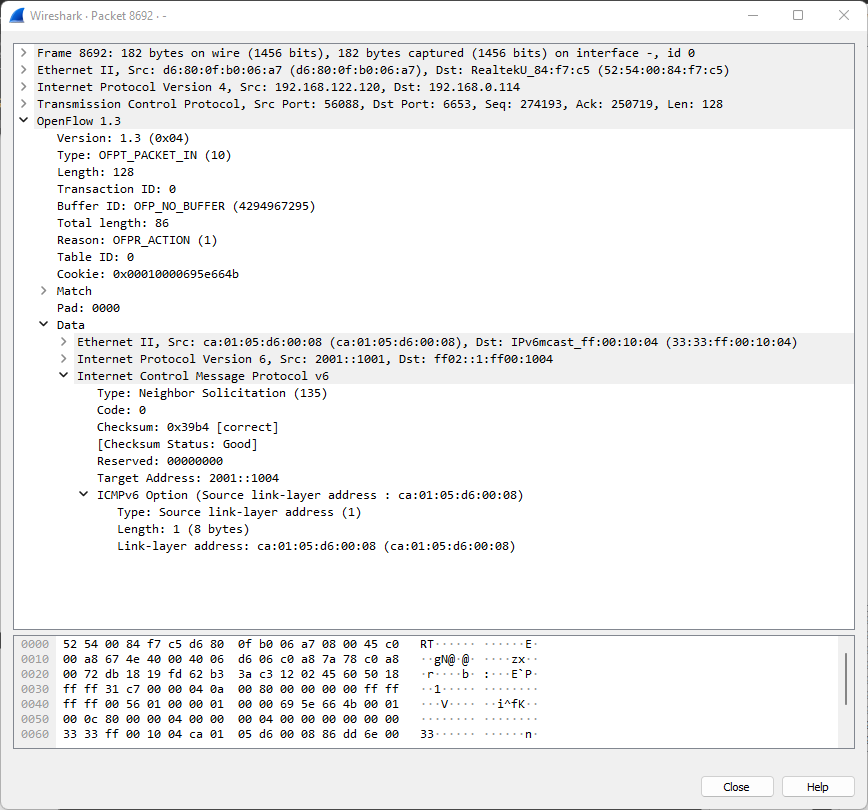 Wireshark · Packet 8692 · -
Frame 8692: 182 bytes on wire (1456 bits), 182 bytes captured (1456 bits) on interface -, id 0
Ethernet II, Src: d6:80:0f:b0:06:a7 (d6:80:0f:b0:06:a7), Dst: RealtekU_84:f7:c5 (52:54:00:84:f7:c5)
Internet Protocol Version 4, Src: 192.168.122.120, Dst: 192.168.0.114
Transmission Control Protocol, Src Port: 56088, Dst Port: 6653, Seq: 274193, Ack: 250719, Len: 128
OpenFlow 1.3
Version: 1.3 (0x04)
Type: OFPT_PACKET_IN (10)
Length: 128
Transaction ID: 0
Buffer ID: OFP_NO_BUFFER (4294967295)
Total length: 86
Reason: OFPR_ACTION (1)
Table ID: 0
Cookie: 0x00010000695e664b
Match
Pad: 0000
Data
Ethernet II, Src: ca:01:05:d6:00:08 (ca:01:05:d6:00:08), Dst: IPv6mcast_ff:00:10:04 (33:33:ff:00:10:04)
Internet Protocol Version 6, Src: 2001::1001, Dst: ff02::1:ff00:1004
Internet Control Message Protocol v6
Type: Neighbor Solicitation (135)
Code: 0
Checksum: 0x39b4 [correct]
[Checksum Status: Good]
Reserved: 00000000
Target Address: 2001::1004
ICMPv6 Option (Source link-layer address : ca:01:05:d6:00:08)
Type: Source link-layer address (1)
Length: 1 (8 bytes)
Link-layer address: ca:01:05:d6:00:08 (ca:01:05:d6:00:08)
0000 52 54 00 84 f7 c5 d6 80 0f b0 06 a7 08 00 45 c0 RT······ ······E·
0010 00 a8 67 4e 40 00 40 06 d6 06 c0 a8 7a 78 c0 a8 ··gN@·@· ····zx··
0020 00 72 db 18 19 fd 62 b3 3a c3 12 02 45 60 50 18 ·r····b· :···E`P·
0030 ff ff 31 c7 00 00 04 0a 00 80 00 00 00 00 ff ff ··1····· ········
0040 ff ff 00 56 01 00 00 01 00 00 69 5e 66 4b 00 01 ···V···· ··i^fK··
0050 00 0c 80 00 00 04 00 00 00 04 00 00 00 00 00 00 ········ ········
0060 33 33 ff 00 10 04 ca 01 05 d6 00 08 86 dd 6e 00 33······ ······n·
Close
Help